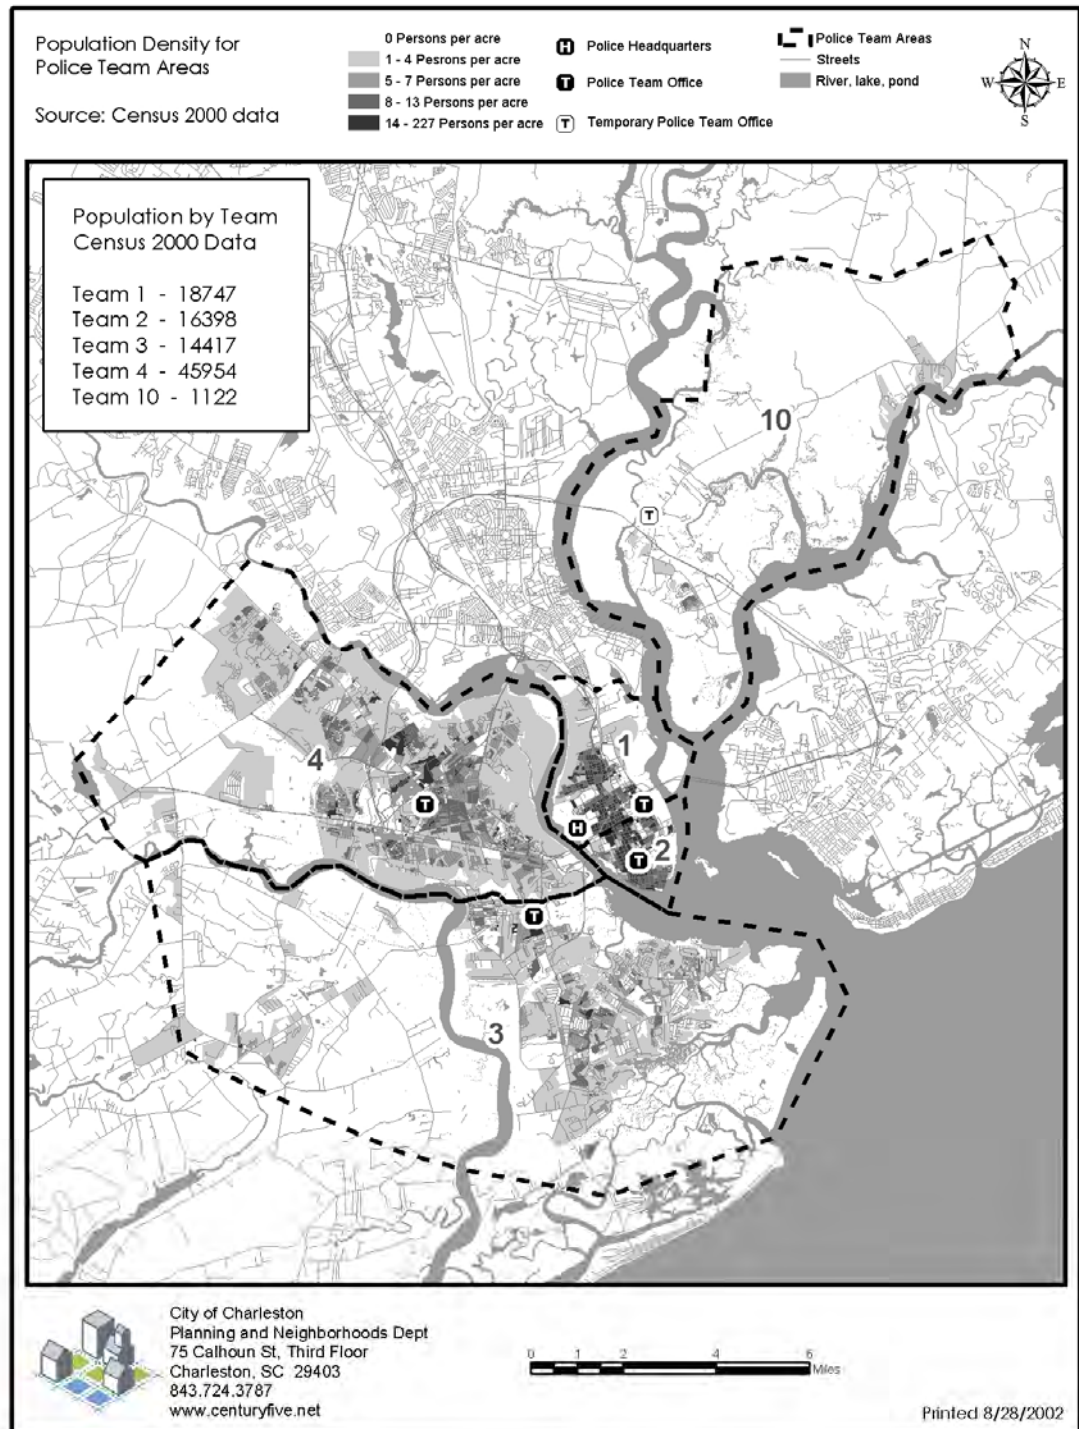 Population Density for
Police Team Areas
Source: Census 2000 data
0 Persons per acre
1 - 4 Pesrons per acre
5 - 7 Persons per acre
8 - 13 Persons per acre
14 - 227 Persons per acre
H Police Headquarters
T Police Team Office
T Temporary Police Team Office
Police Team Areas
Streets
River, lake, pond
N
W E
S
Population by Team
Census 2000 Data
Team 1 - 18747
Team 2 - 16398
Team 3 - 14417
Team 4 - 45954
Team 10 - 1122
10
T
1
4
T
T
H
T
2
T
2
3
City of Charleston
Planning and Neighborhoods Dept
75 Calhoun St, Third Floor
Charleston, SC 29403
843.724.3787
www.centuryfive.net
0 1 2 4 6
Miles
Printed 8/28/2002